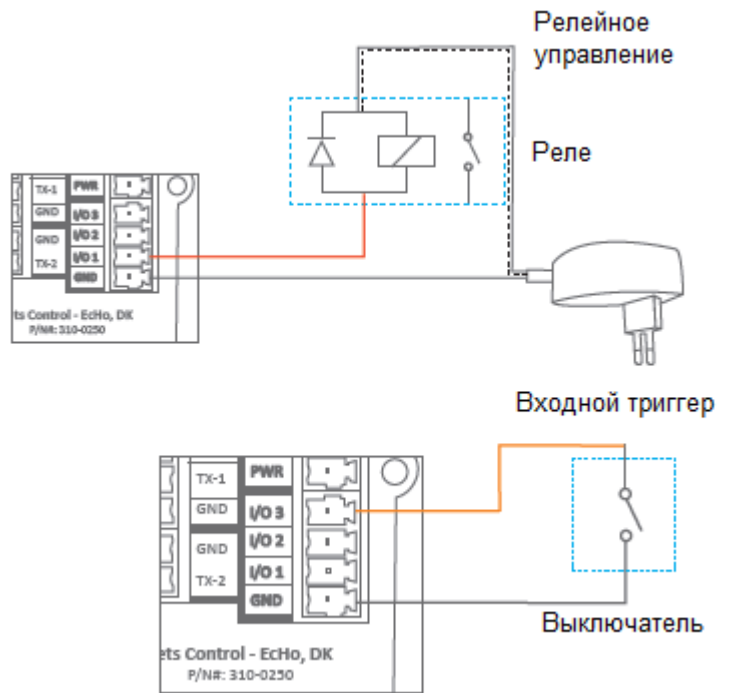 Релейное
управление
Реле
TX-1 PWR
GND I/O 3
GND I/O 2
TX-2 I/O 1
GND
ts Control - EcHo, DK
P/N#: 310-0250
Входной триггер
TX-1 PWR
GND I/O 3
GND I/O 2
TX-2 I/O 1
GND
Выключатель
ets Control - EcHo, DK
P/N#: 310-0250